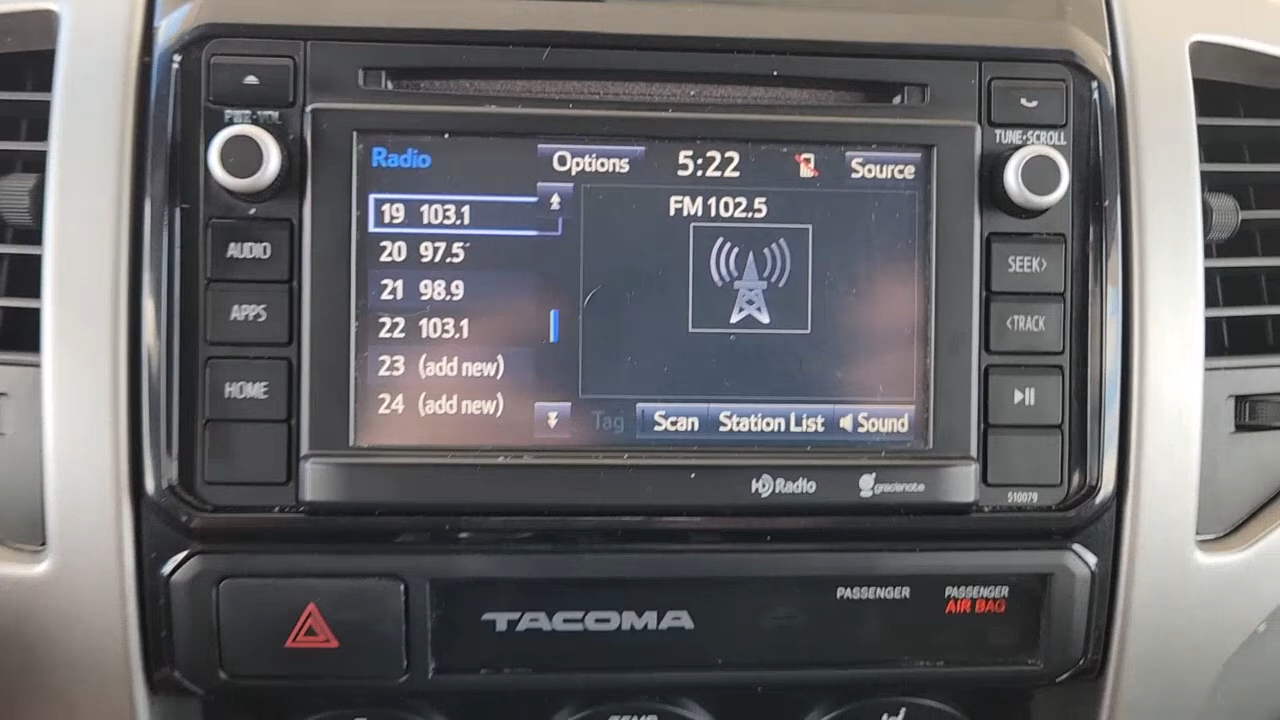 PWR·VOL
TUNE·SCROLL
Radio
Options
5:22
Source
19 103.1
20 97.5
21 98.9
22 103.1
23 (add new)
24 (add new)
FM 102.5
Tag
Scan
Station List
Sound
AUDIO
APPS
HOME
SEEK>
<TRACK
HD Radio
gracenote
510079
TACOMA
PASSENGER
PASSENGER
AIR BAG